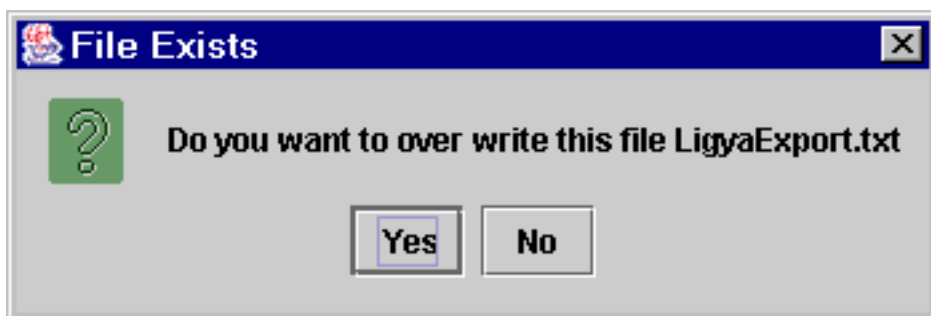 File Exists
Do you want to over write this file LigyaExport.txt
Yes No